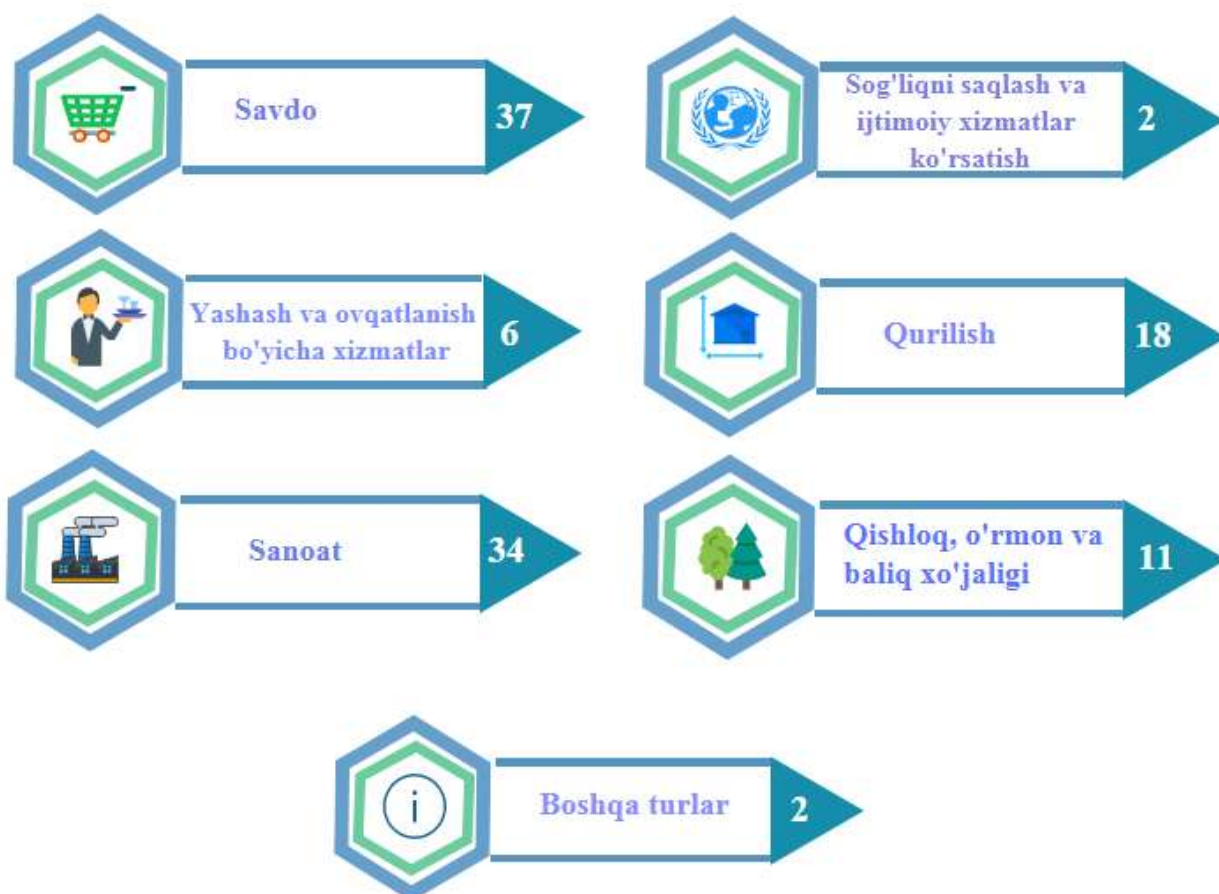 Savdo
37
Sog'liqni saqlash va
ijtimoiy xizmatlar
ko'rsatish
2
Yashash va ovqatlanish
bo'yicha xizmatlar
6
Qurilish
18
Sanoat
34
Qishloq, o'rmon va
baliq xo'jaligi
11
i
Boshqa turlar
2